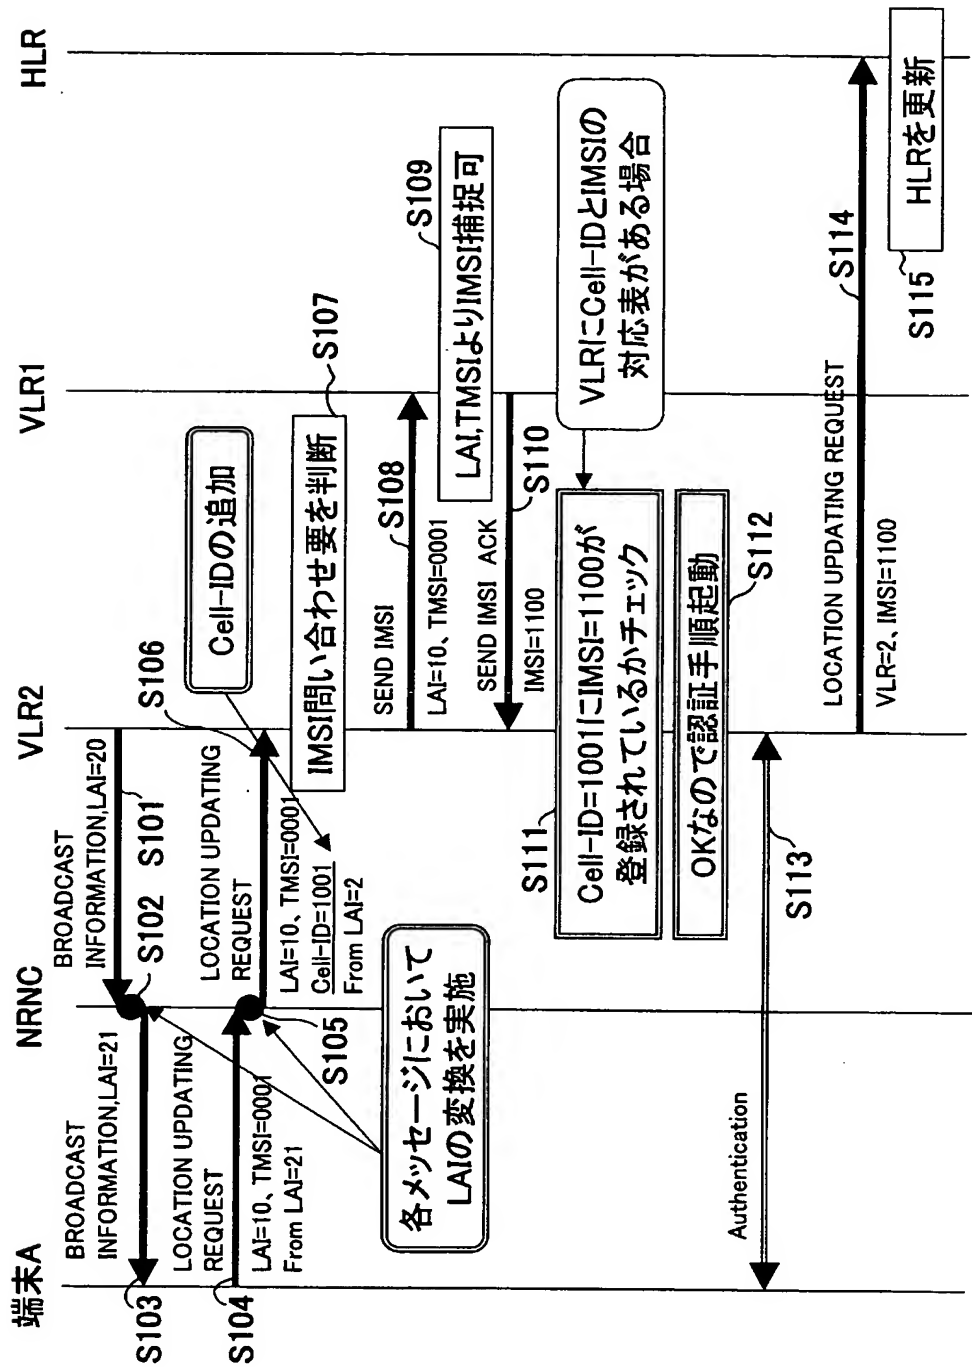 端末A
NRNC
VLR2
VLR1
HLR
BROADCAST
INFORMATION,LAI=20
S101
S102
BROADCAST
INFORMATION,LAI=21
S103
LOCATION UPDATING
REQUEST
S104
LAI=10、TMSI=0001
From LAI=21
S105
LOCATION UPDATING
REQUEST
S106
LAI=10、TMSI=0001
Cell-ID=1001
From LAI=2
Cell-IDの追加
各メッセージにおいて
LAIの変換を実施
IMSI問い合わせ要を判断
S107
SEND IMSI
S108
LAI=10、TMSI=0001
S109
LAI,TMSIよりIMSI捕捉可
SEND IMSI ACK
S110
IMSI=1100
VLRにCell-IDとIMSIの
対応表がある場合
S111
Cell-ID=1001にIMSI=1100が
登録されているかチェック
OKなので認証手順起動
S112
Authentication
S113
LOCATION UPDATING REQUEST
S114
VLR=2、IMSI=1100
S115
HLRを更新